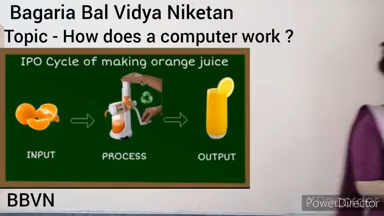 Bagaria Bal Vidya Niketan
Topic - How does a computer work ?
IPO Cycle of making orange juice
INPUT
PROCESS
OUTPUT
BBVN
PowerDirector